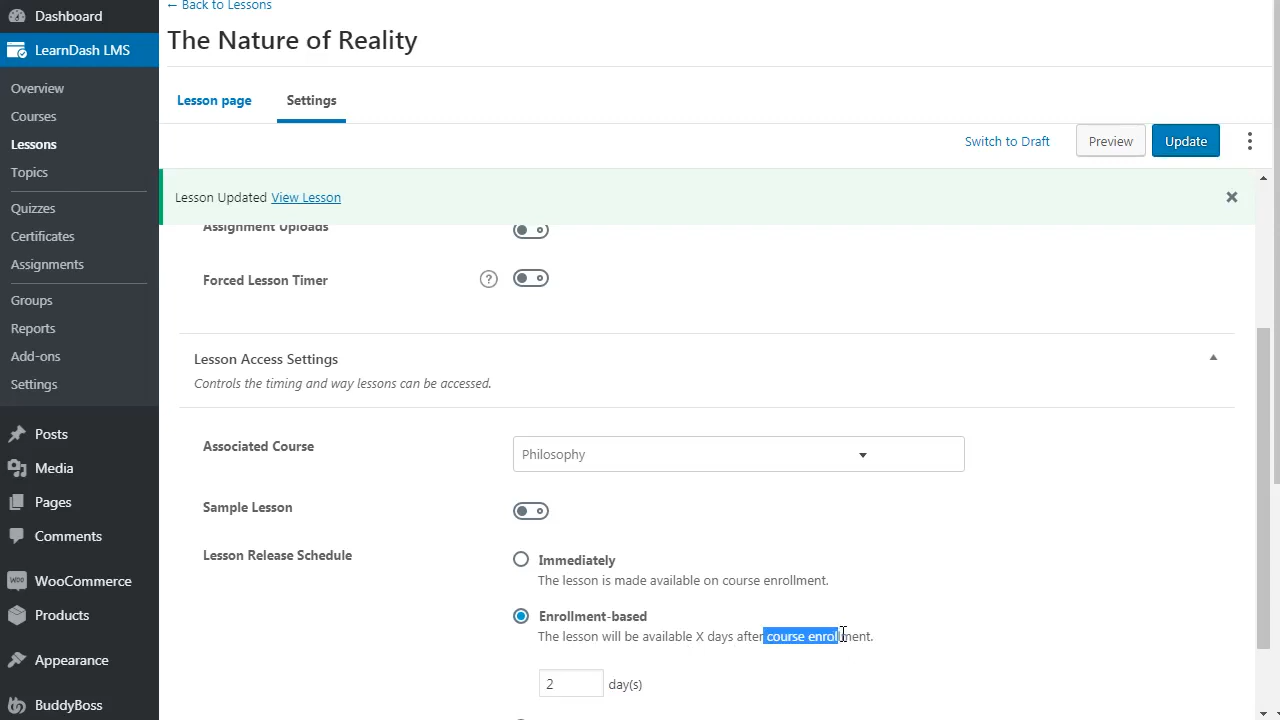 Dashboard
LearnDash LMS
Overview
Courses
Lessons
Topics
Quizzes
Certificates
Assignments
Groups
Reports
Add-ons
Settings
Posts
Media
Pages
Comments
WooCommerce
Products
Appearance
BuddyBoss
← Back to Lessons
The Nature of Reality
Lesson page Settings
Switch to Draft Preview Update
Lesson Updated View Lesson
Assignment Uploads
Forced Lesson Timer ?
Lesson Access Settings
Controls the timing and way lessons can be accessed.
Associated Course Philosophy
Sample Lesson
Lesson Release Schedule Immediately
The lesson is made available on course enrollment.
Enrollment-based
The lesson will be available X days after course enrollment.
2 day(s)